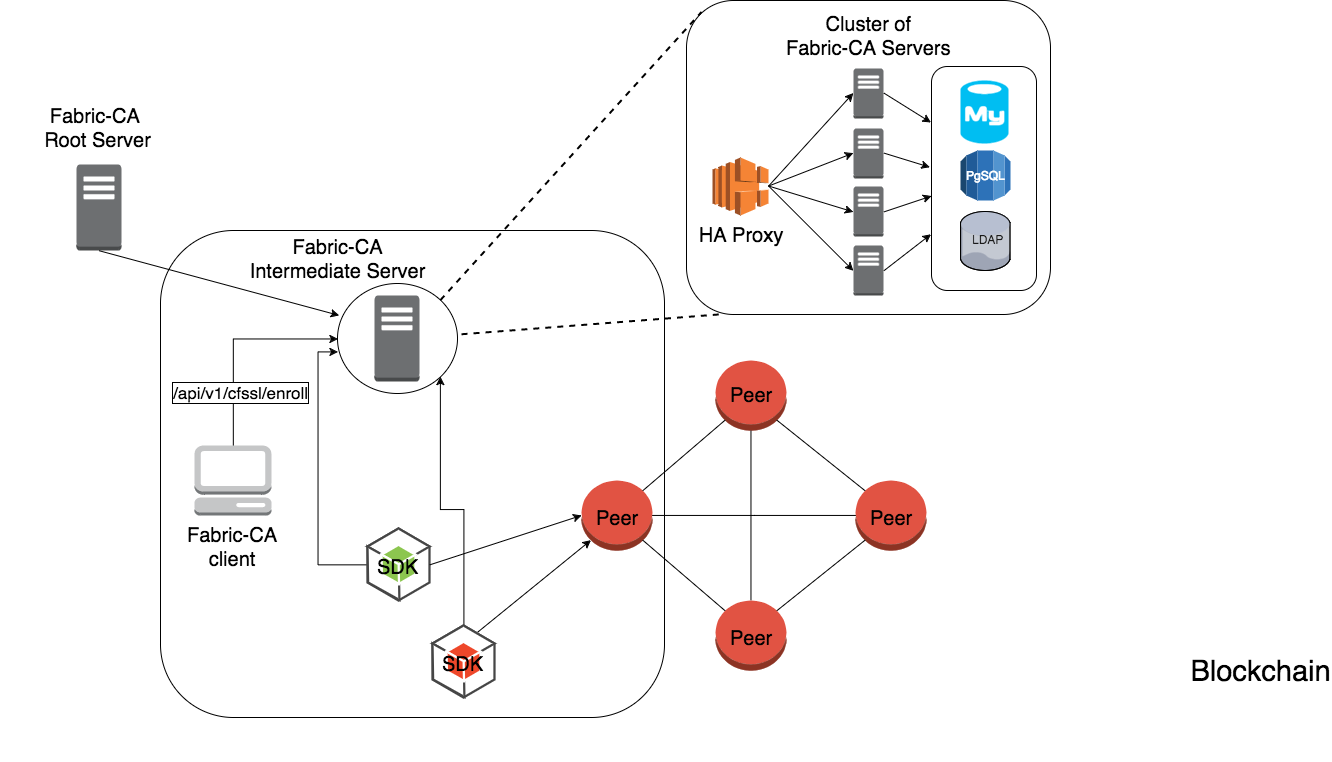 Cluster of
Fabric-CA Servers
My
PgSQL
LDAP
HA Proxy
Fabric-CA
Root Server
Fabric-CA
Intermediate Server
/api/v1/cfssl/enroll
Fabric-CA
client
SDK
SDK
Peer
Peer
Peer
Peer
Blockchain